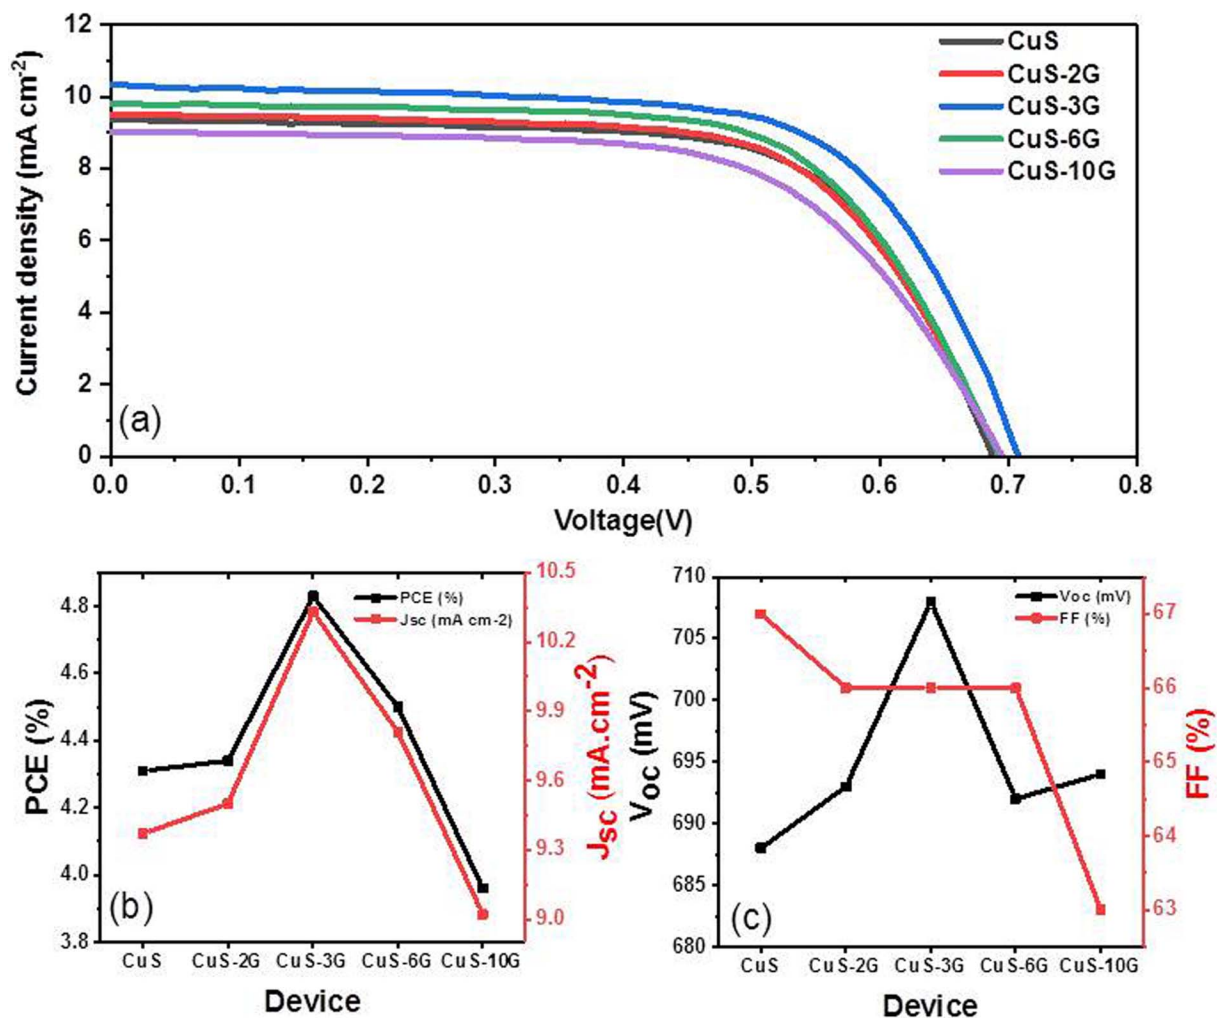 12
10
8
6
4
2
0
Current density (mA cm-2)
CuS
CuS-2G
CuS-3G
CuS-6G
CuS-10G
(a)
0.0 0.1 0.2 0.3 0.4 0.5 0.6 0.7 0.8
Voltage(V)
4.8
4.6
4.4
4.2
4.0
3.8
PCE (%)
PCE (%)
Jsc (mA cm-2)
10.5
10.2
9.9
9.6
9.3
9.0
JSC (mA.cm-2)
(b)
CuS CuS-2G CuS-3G CuS-6G CuS-10G
Device
710
705
700
695
690
685
680
VOC (mV)
Voc (mV)
FF (%)
67
66
65
64
63
FF (%)
(c)
CuS CuS-2G CuS-3G CuS-6G CuS-10G
Device